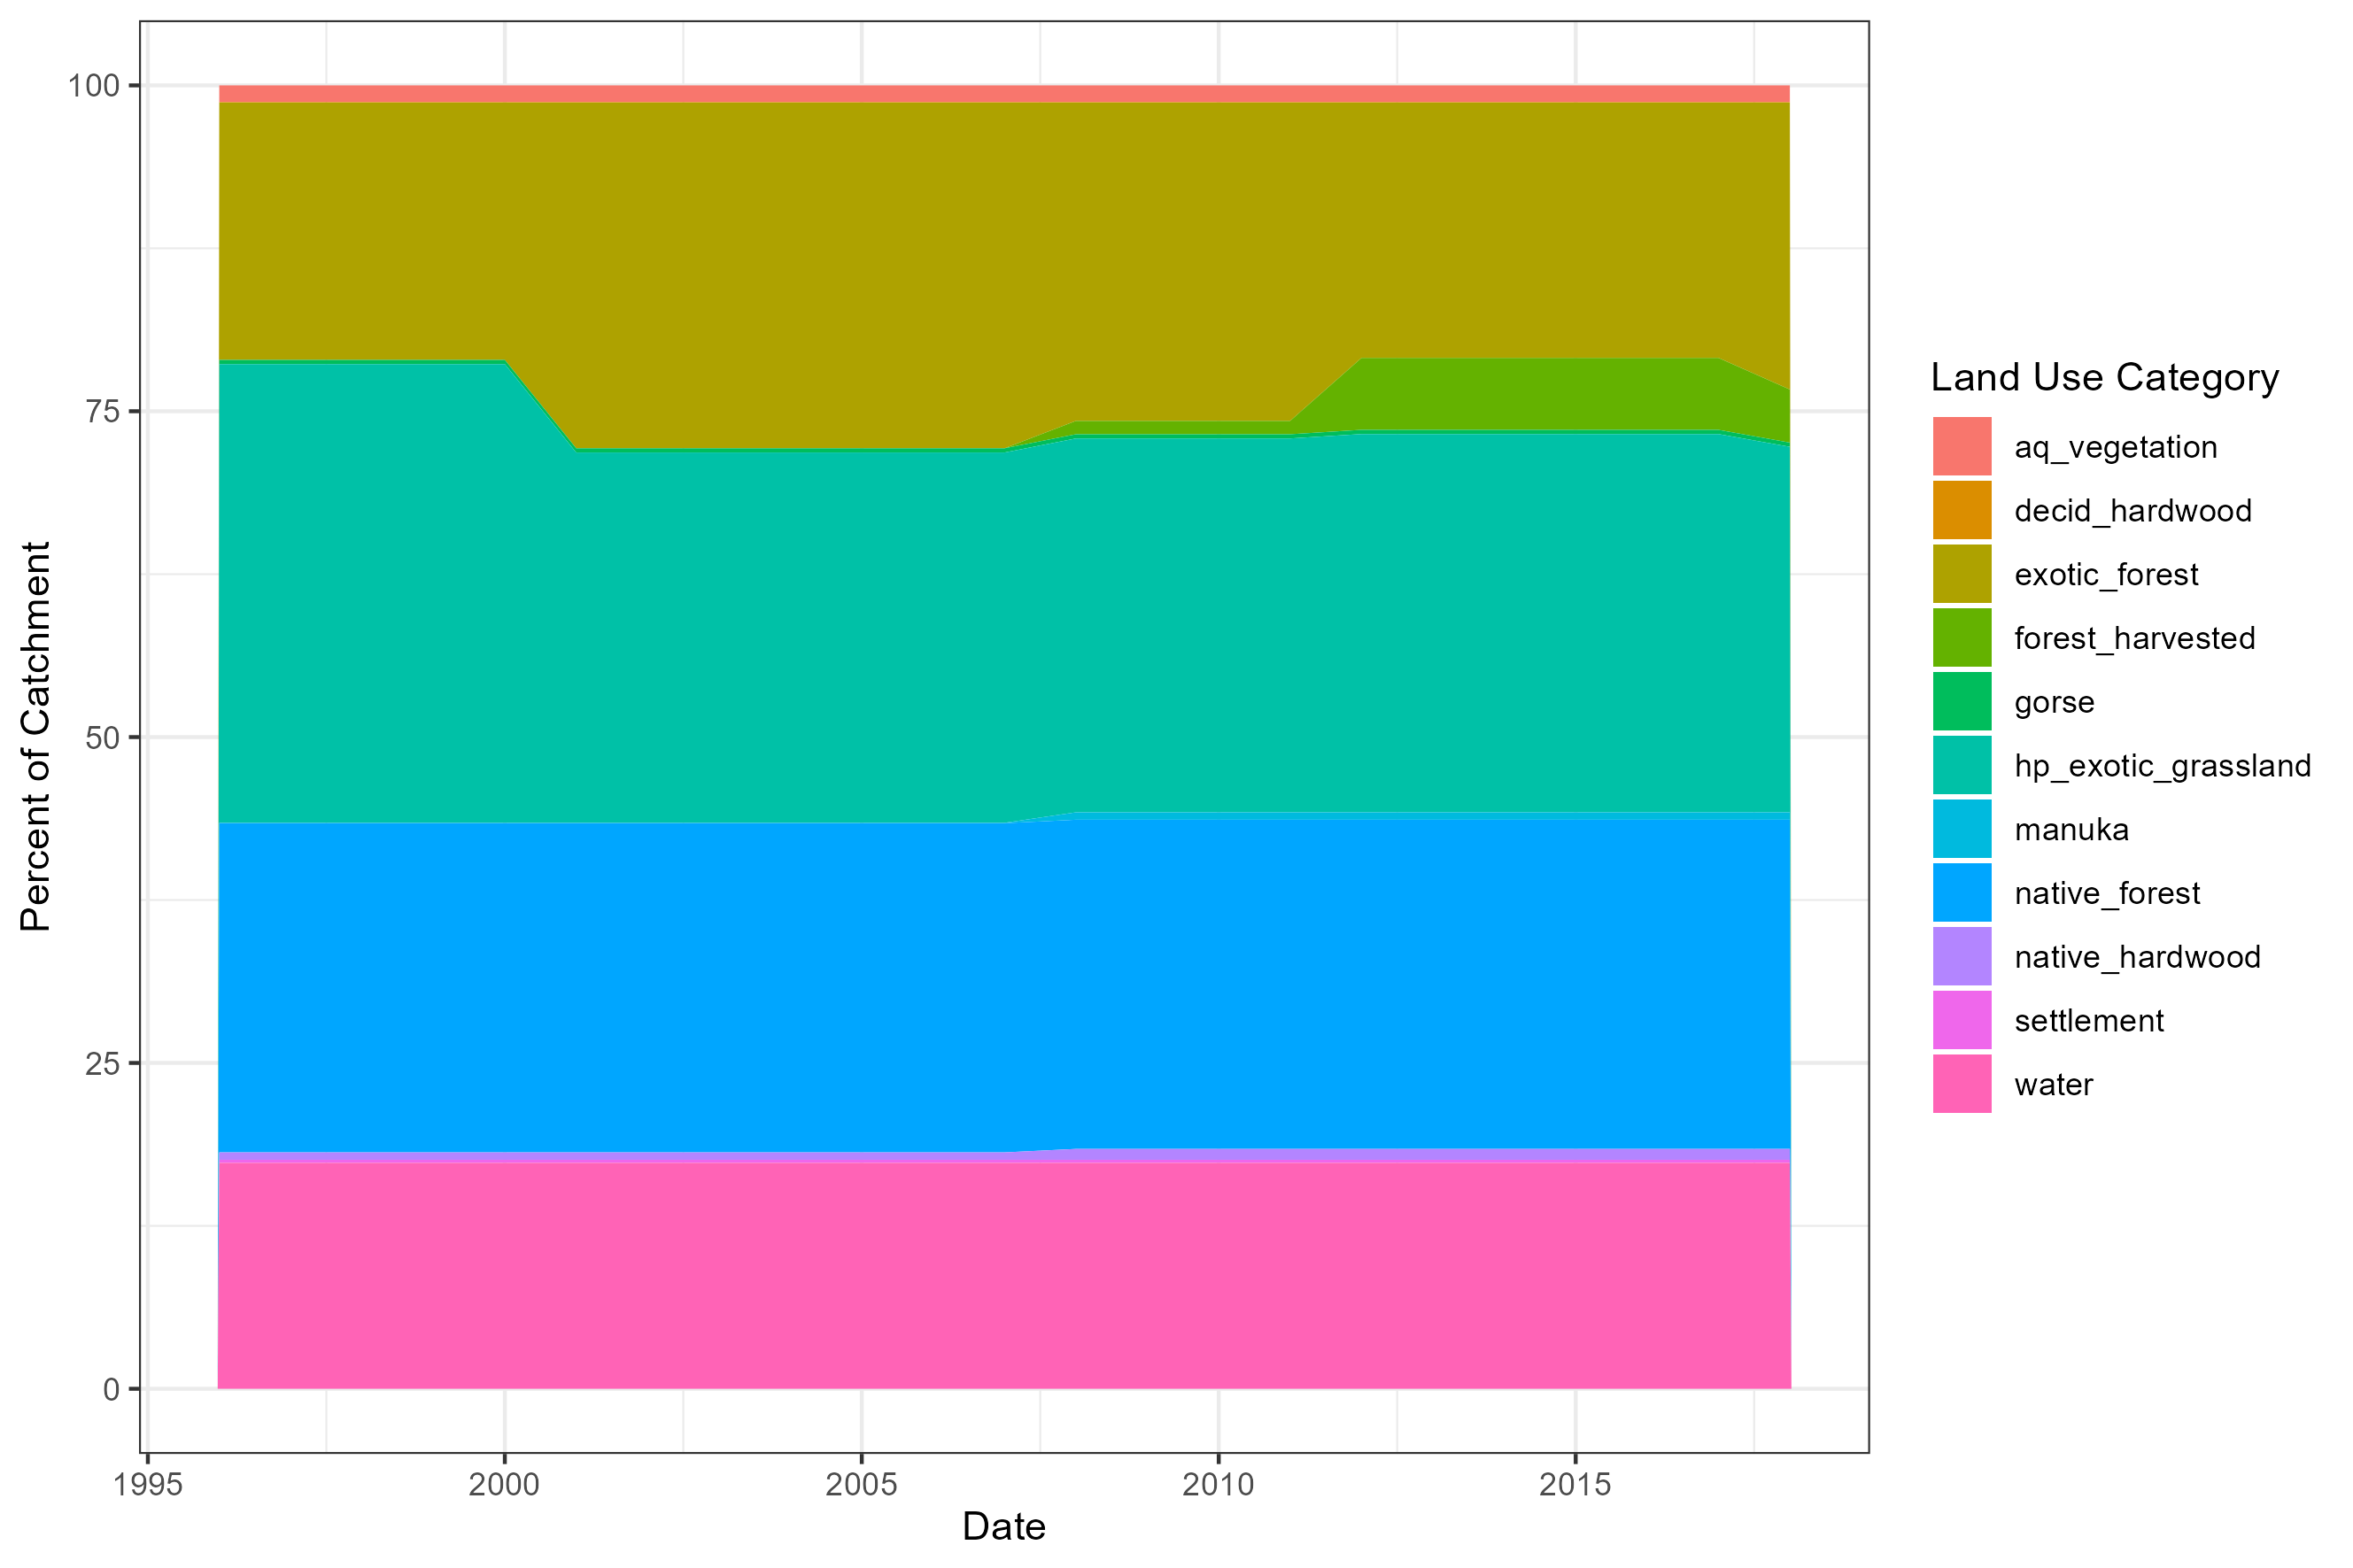 100
75
50
25
0
Percent of Catchment
1995
2000
2005
2010
2015
Date
Land Use Category
aq_vegetation
decid_hardwood
exotic_forest
forest_harvested
gorse
hp_exotic_grassland
manuka
native_forest
native_hardwood
settlement
water